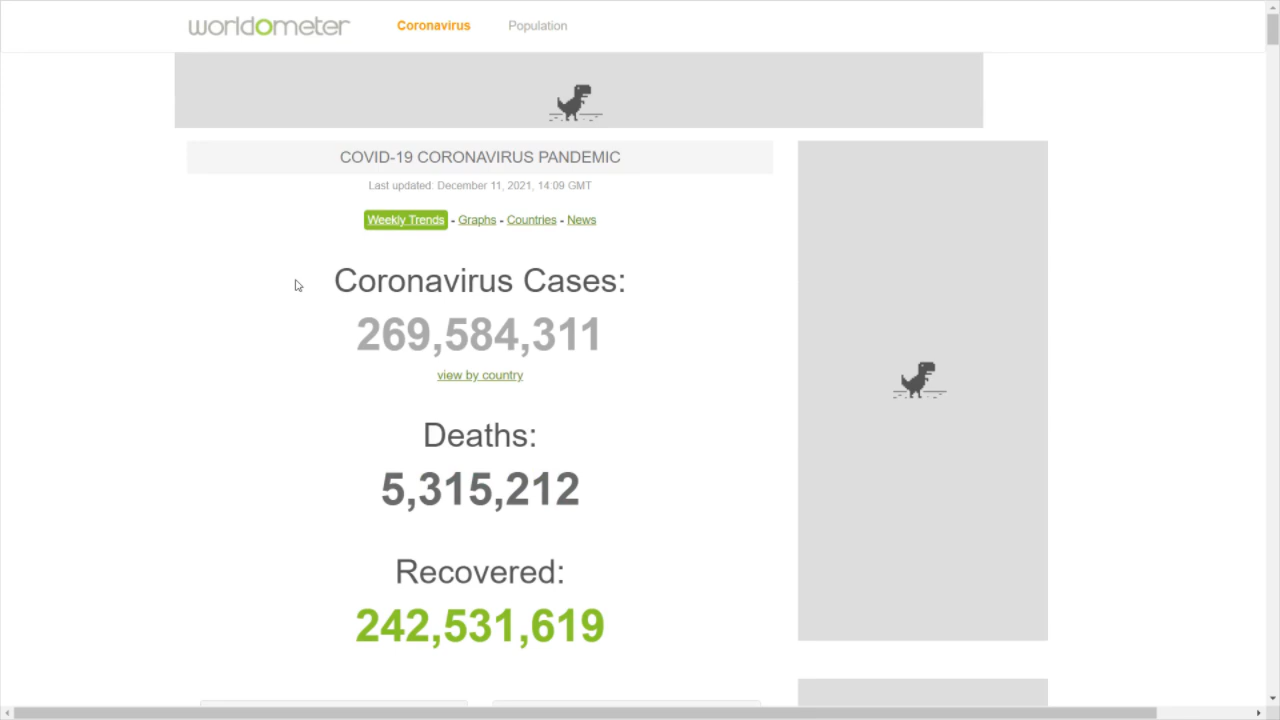 worldometer
Coronavirus
Population
COVID-19 CORONAVIRUS PANDEMIC
Last updated: December 11, 2021, 14:09 GMT
Weekly Trends - Graphs - Countries - News
Coronavirus Cases:
269,584,311
view by country
Deaths:
5,315,212
Recovered:
242,531,619